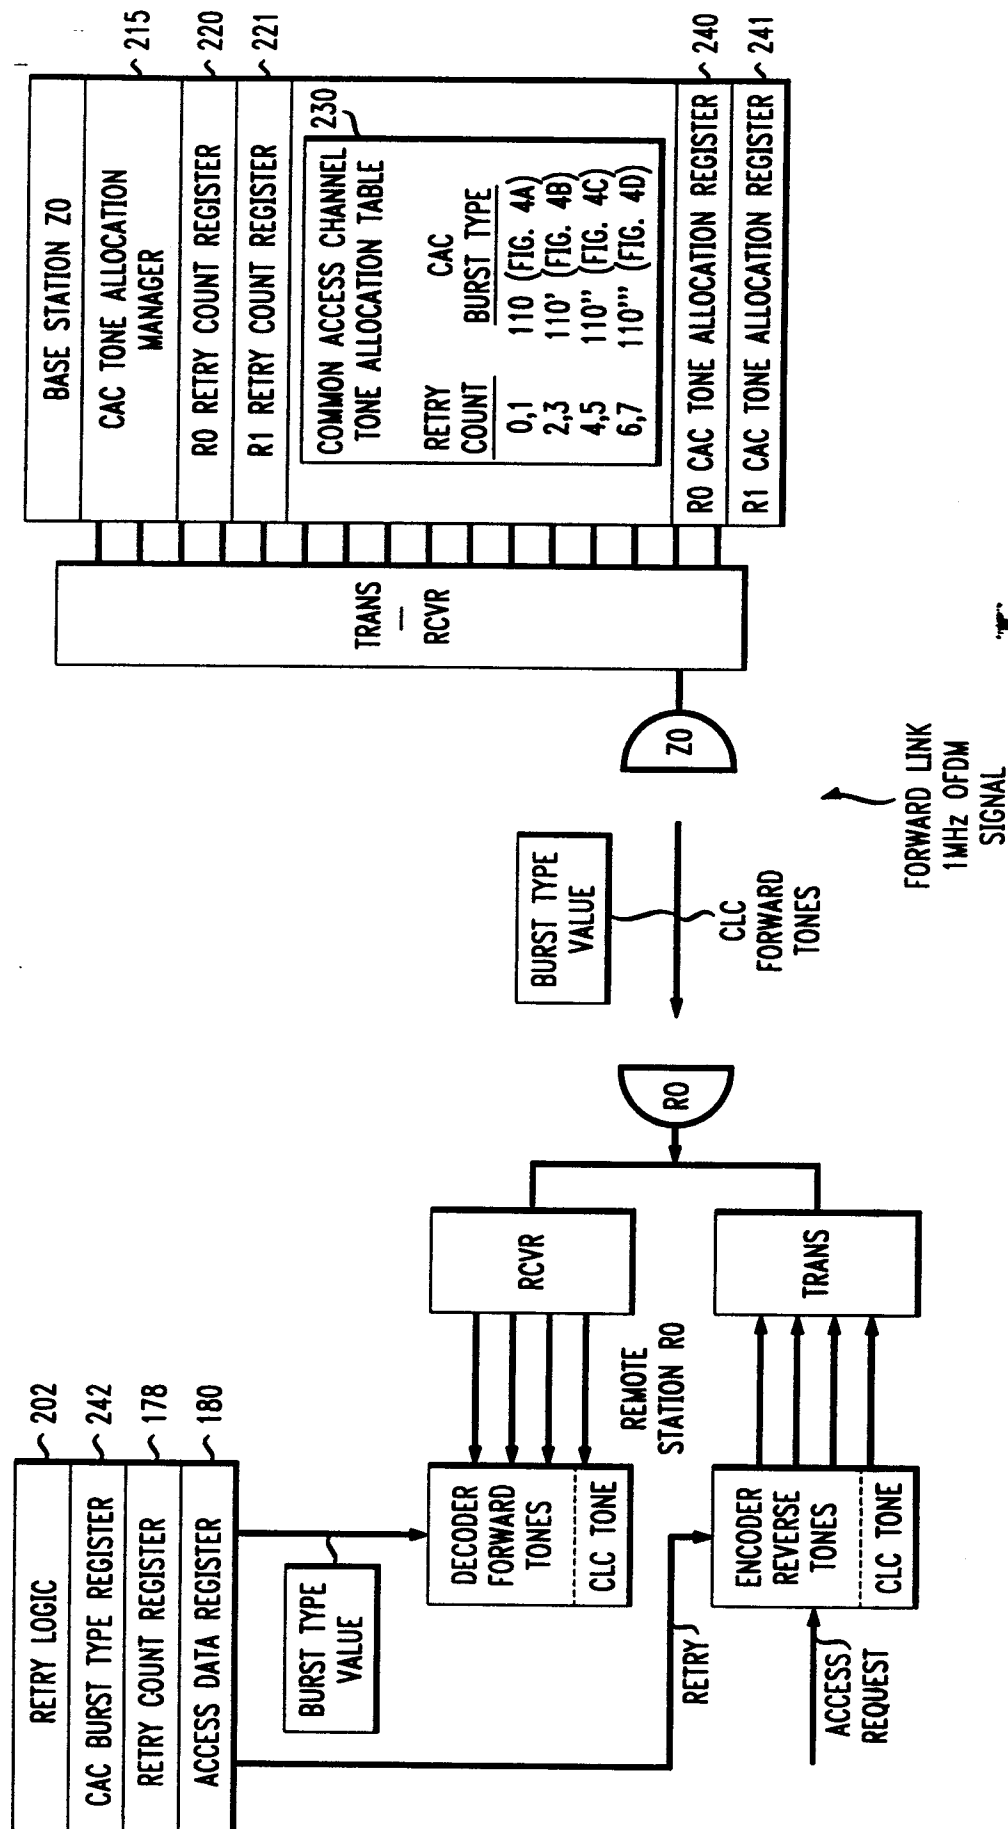 RETRY LOGIC
202
CAC BURST TYPE REGISTER
242
RETRY COUNT REGISTER
178
ACCESS DATA REGISTER
180
BURST TYPE
VALUE
DECODER
FORWARD
TONES
CLC TONE
RCVR
REMOTE
STATION R0
RETRY
ENCODER
REVERSE
TONES
CLC TONE
ACCESS
REQUEST
TRANS
R0
BURST TYPE
VALUE
CLC
FORWARD
TONES
Z0
FORWARD LINK
1MHz OFDM
SIGNAL
TRANS
—
RCVR
BASE STATION Z0
CAC TONE ALLOCATION
MANAGER
215
R0 RETRY COUNT REGISTER
220
R1 RETRY COUNT REGISTER
221
230
COMMON ACCESS CHANNEL
TONE ALLOCATION TABLE
RETRY CAC
COUNT BURST TYPE
0,1 110 (FIG. 4A)
2,3 110' (FIG. 4B)
4,5 110'' (FIG. 4C)
6,7 110''' (FIG. 4D)
R0 CAC TONE ALLOCATION REGISTER
240
R1 CAC TONE ALLOCATION REGISTER
241